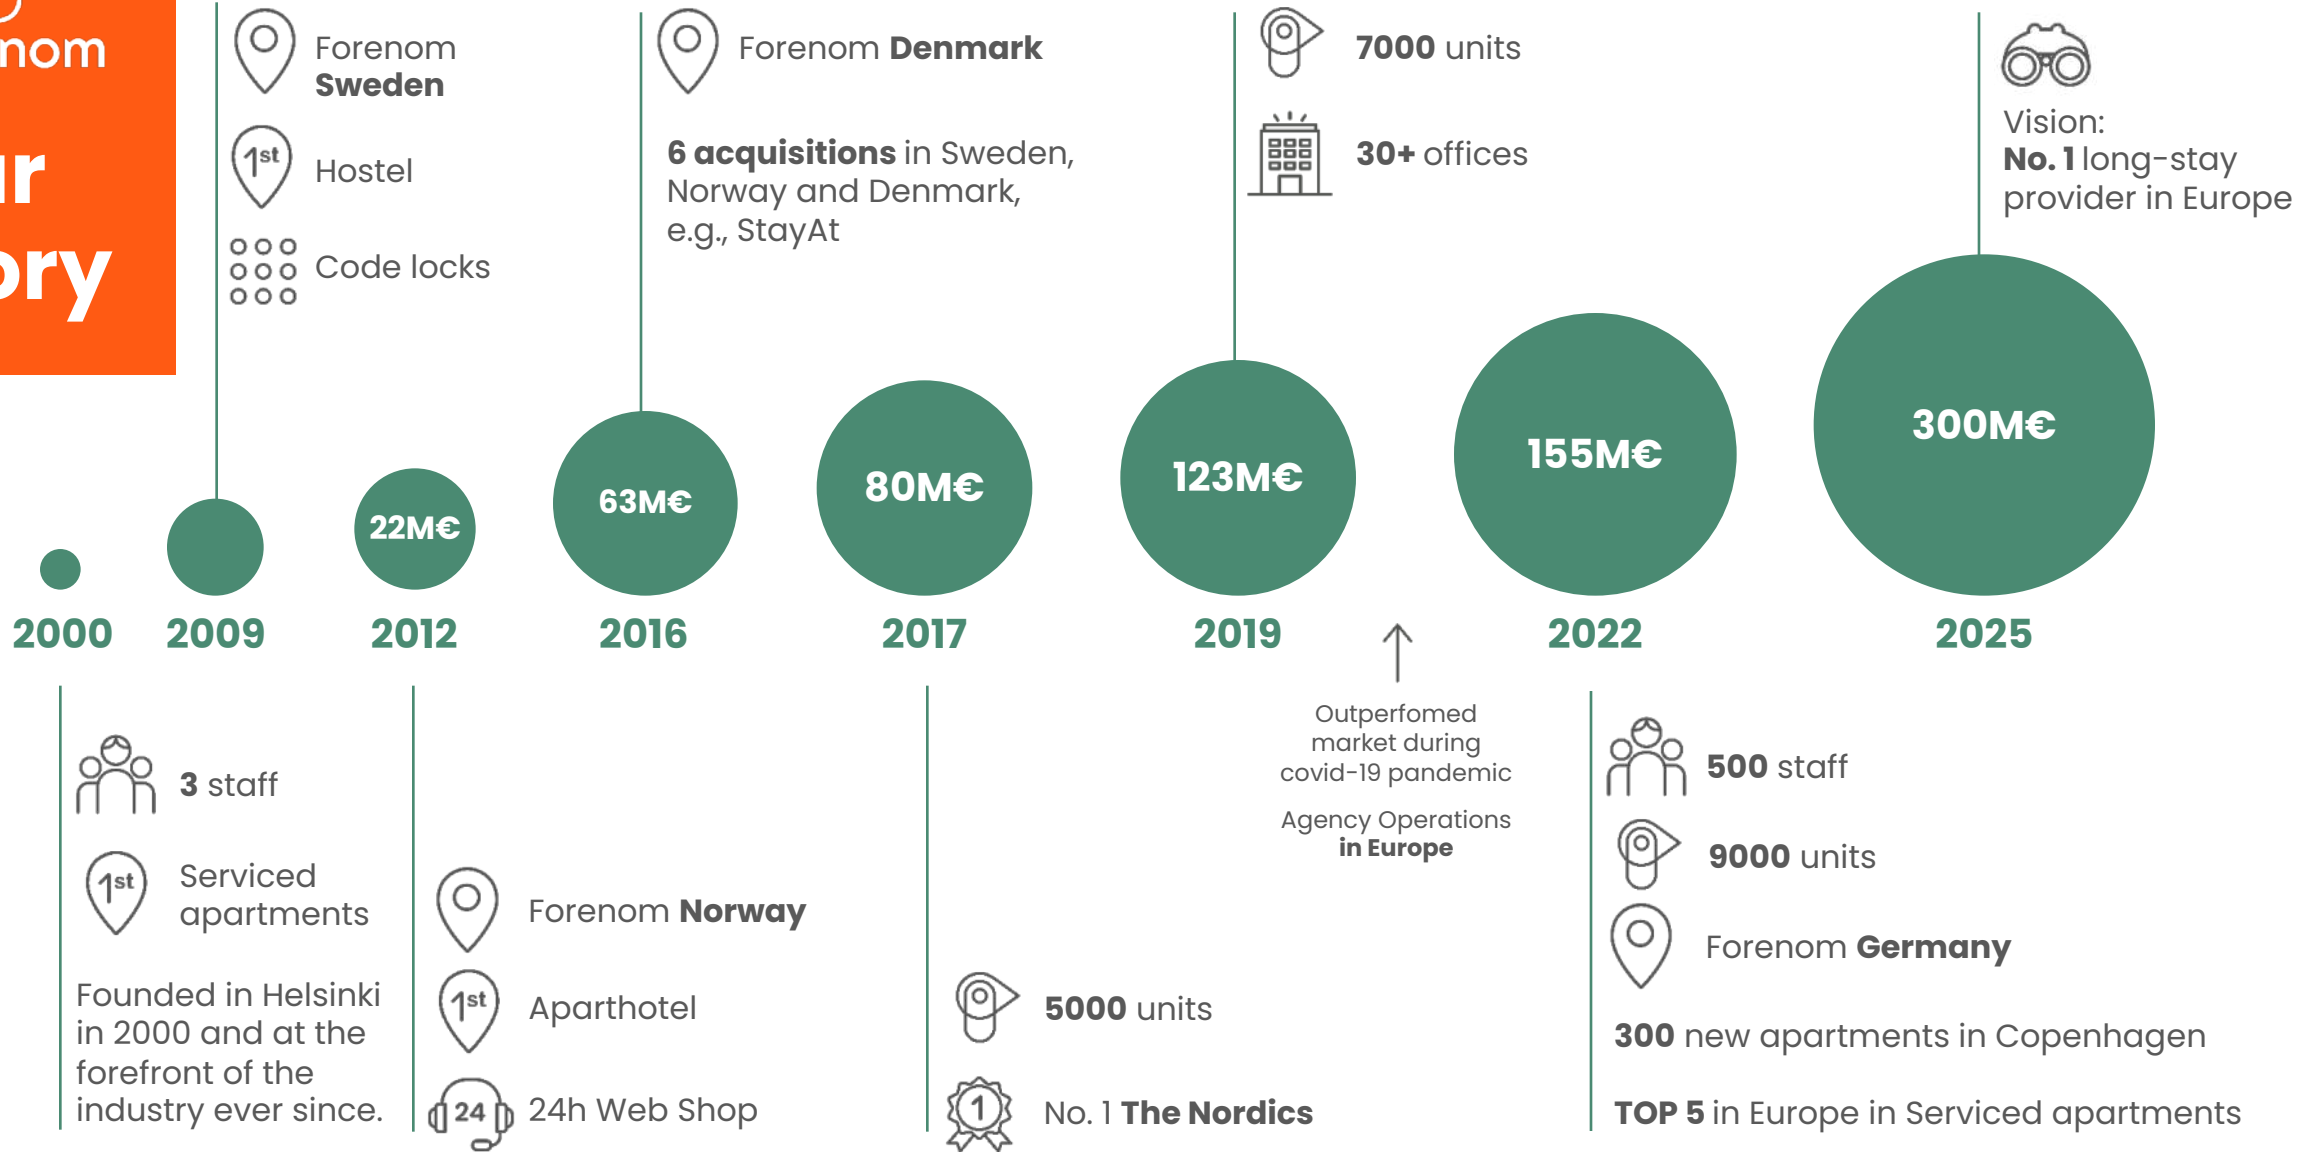 nom
ory
Forenom
Sweden
1st
Hostel
Code locks
Forenom Denmark
6 acquisitions in Sweden,
Norway and Denmark,
e.g., StayAt
7000 units
30+ offices
Vision:
No. 1 long-stay
provider in Europe
22M€
63M€
80M€
123M€
155M€
300M€
2000
2009
2012
2016
2017
2019
2022
2025
3 staff
1st
Serviced
apartments
Founded in Helsinki
in 2000 and at the
forefront of the
industry ever since.
Forenom Norway
1st
Aparthotel
24
24h Web Shop
5000 units
1
No. 1 The Nordics
Outperfomed
market during
covid-19 pandemic
Agency Operations
in Europe
500 staff
9000 units
Forenom Germany
300 new apartments in Copenhagen
TOP 5 in Europe in Serviced apartments